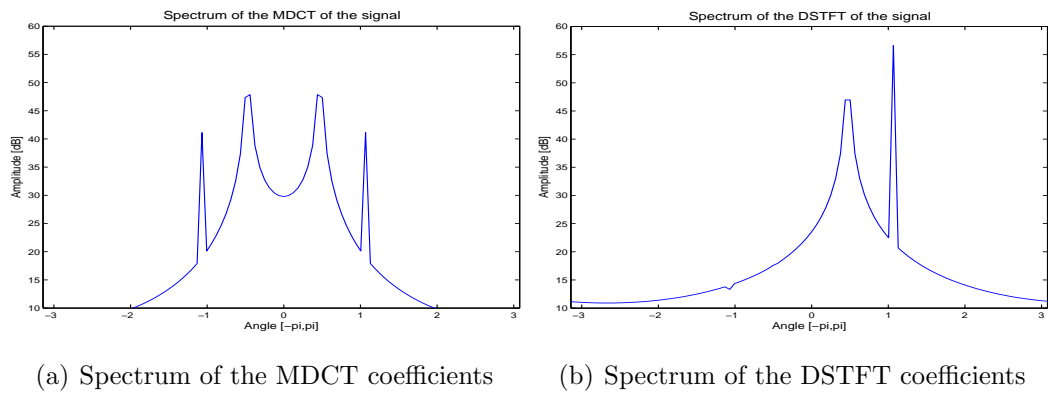 Spectrum of the MDCT of the signal
60
55
50
45
40
35
30
25
20
15
10
Amplitude [dB]
−3 −2 −1 0 1 2 3
Angle [−pi,pi]
(a) Spectrum of the MDCT coefficients
Spectrum of the DSTFT of the signal
60
55
50
45
40
35
30
25
20
15
10
Amplitude [dB]
−3 −2 −1 0 1 2 3
Angle [−pi,pi]
(b) Spectrum of the DSTFT coefficients